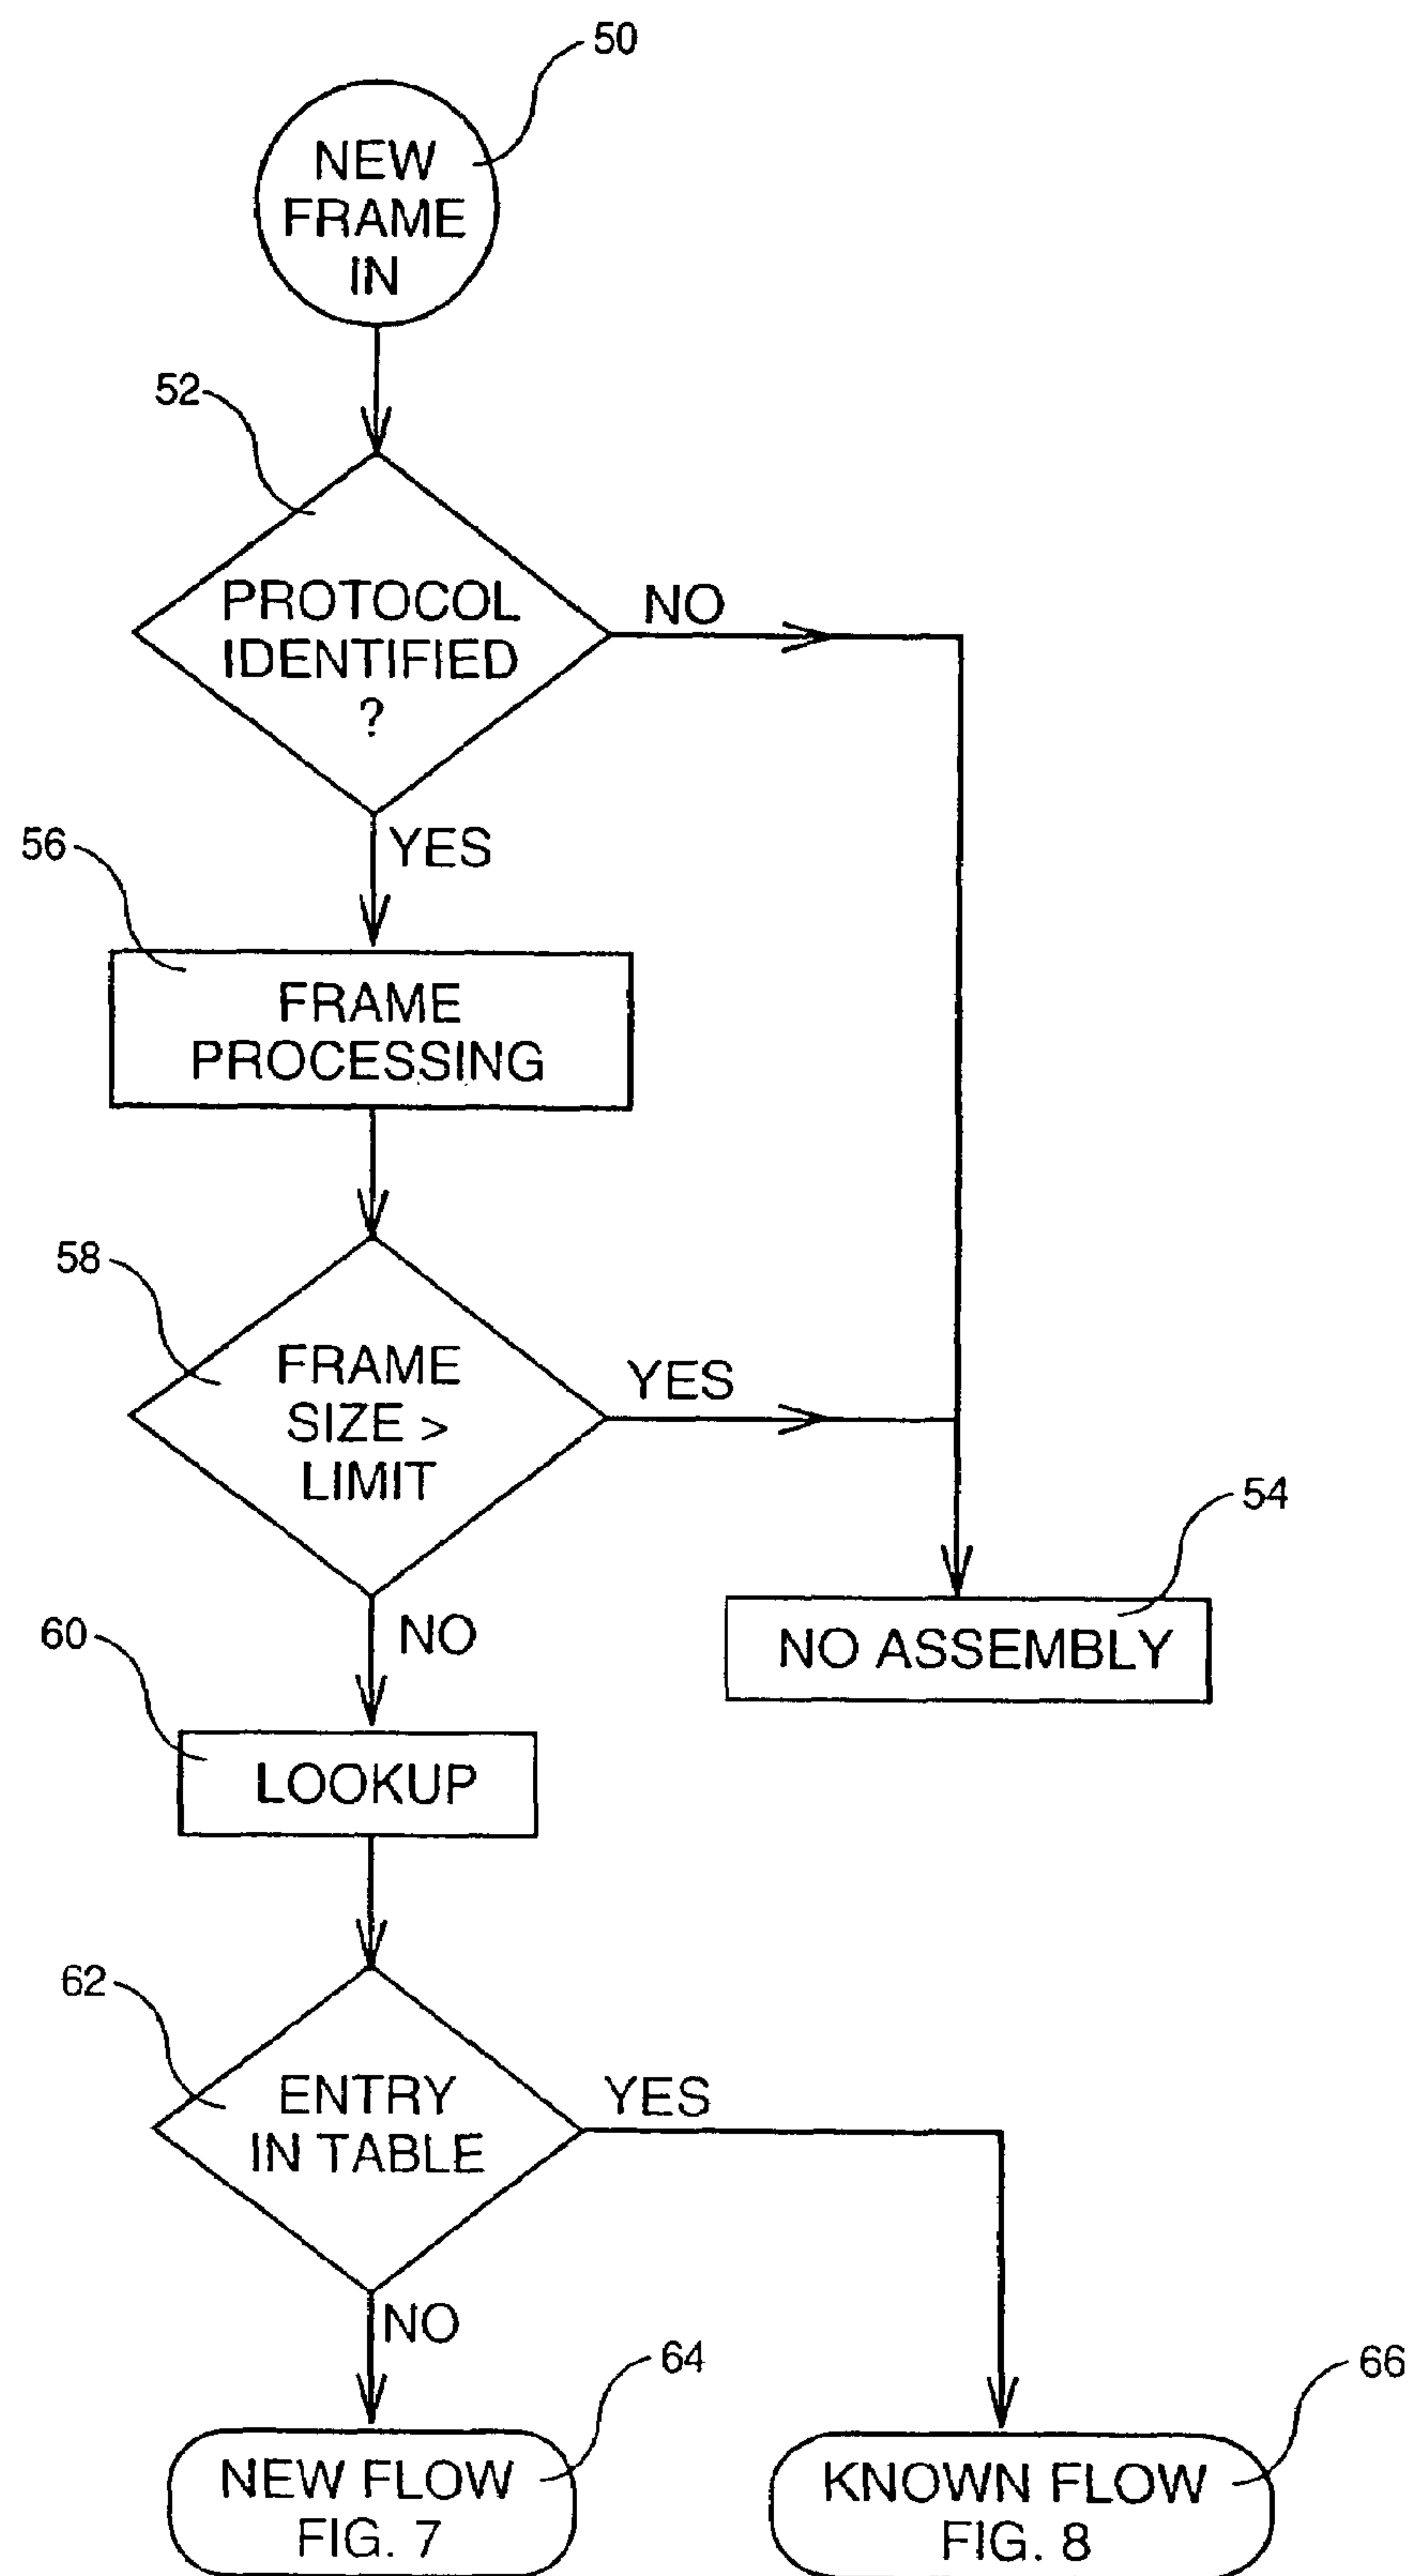 50
NEW
FRAME
IN
52
PROTOCOL
IDENTIFIED
?
NO
YES
56
FRAME
PROCESSING
58
FRAME
SIZE >
LIMIT
YES
54
NO ASSEMBLY
NO
60
LOOKUP
62
ENTRY
IN TABLE
YES
NO
64
NEW FLOW
FIG. 7
66
KNOWN FLOW
FIG. 8